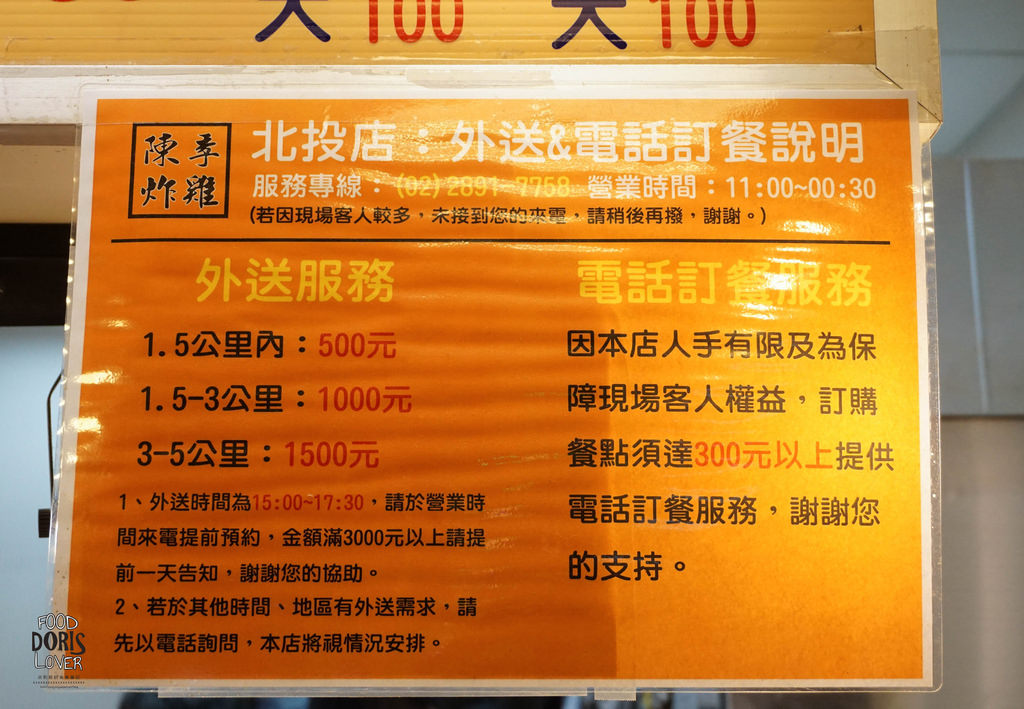 100 100
陳季
炸雞
北投店：外送&電話訂餐說明
服務專線：(02)2891-7758 營業時間：11:00~00:30
(若因現場客人較多，未接到您的來電，請稍後再撥，謝謝。)
外送服務
1.5公里內：500元
1.5-3公里：1000元
3-5公里：1500元
1、外送時間為15:00~17:30，請於營業時
間來電提前預約，金額滿3000元以上請提
前一天告知，謝謝您的協助。
2、若於其他時間、地區有外送需求，請
先以電話詢問，本店將視情況安排。
電話訂餐服務
因本店人手有限及為保
障現場客人權益，訂購
餐點須達300元以上提供
電話訂餐服務，謝謝您
的支持。
FOOD
DORIS
LOVER